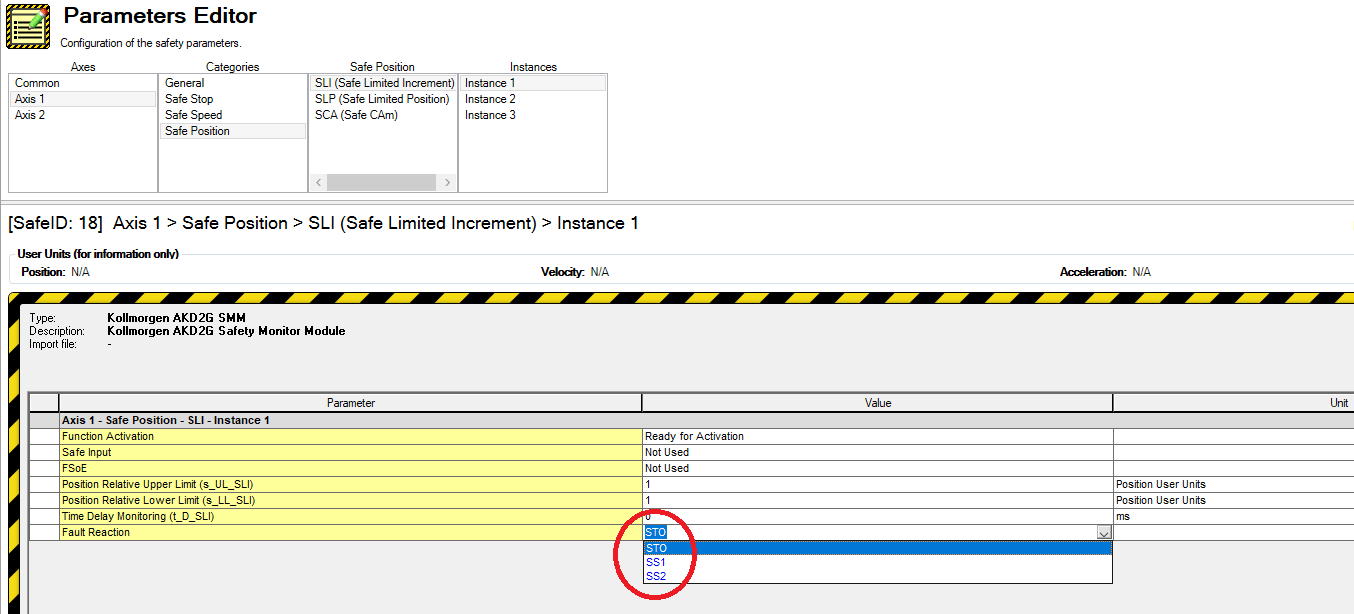 Parameters Editor
Configuration of the safety parameters.
Axes Categories Safe Position Instances
Common General SLI (Safe Limited Increment) Instance 1
Axis 1 Safe Stop SLP (Safe Limited Position) Instance 2
Axis 2 Safe Speed SCA (Safe CAm) Instance 3
Safe Position
[SafeID: 18] Axis 1 > Safe Position > SLI (Safe Limited Increment) > Instance 1
User Units (for information only)
Position: N/A Velocity: N/A Acceleration: N/A
Type: Kollmorgen AKD2G SMM
Description: Kollmorgen AKD2G Safety Monitor Module
Import file: -
Parameter Value Unit
Axis 1 - Safe Position - SLI - Instance 1
Function Activation Ready for Activation
Safe Input Not Used
FSoE Not Used
Position Relative Upper Limit (s_UL_SLI) 1 Position User Units
Position Relative Lower Limit (s_LL_SLI) 1 Position User Units
Time Delay Monitoring (t_D_SLI) 0 ms
Fault Reaction STO
STO
SS1
SS2